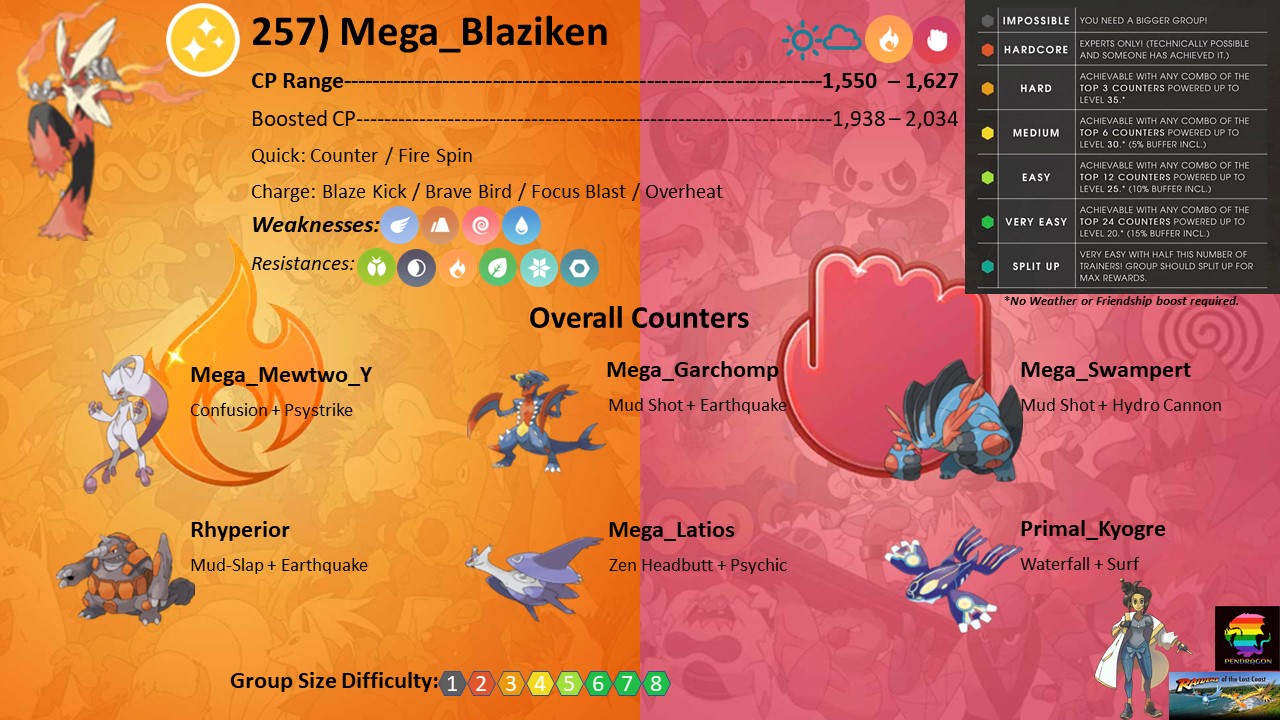 257) Mega_Blaziken
CP Range------------------------------------------------------------------1,550 – 1,627
Boosted CP------------------------------------------------------------------1,938 – 2,034
Quick: Counter / Fire Spin
Charge: Blaze Kick / Brave Bird / Focus Blast / Overheat
Weaknesses:
Resistances:
IMPOSSIBLE YOU NEED A BIGGER GROUP!
HARDCORE EXPERTS ONLY! (TECHNICALLY POSSIBLE
AND SOMEONE HAS ACHIEVED IT.)
HARD ACHIEVABLE WITH ANY COMBO OF THE
TOP 3 COUNTERS POWERED UP TO
LEVEL 35.*
MEDIUM ACHIEVABLE WITH ANY COMBO OF THE
TOP 6 COUNTERS POWERED UP TO
LEVEL 30.* (5% BUFFER INCL.)
EASY ACHIEVABLE WITH ANY COMBO OF THE
TOP 12 COUNTERS POWERED UP TO
LEVEL 25.* (10% BUFFER INCL.)
VERY EASY ACHIEVABLE WITH ANY COMBO OF THE
TOP 24 COUNTERS POWERED UP TO
LEVEL 20.* (15% BUFFER INCL.)
SPLIT UP VERY EASY WITH HALF THIS NUMBER OF
TRAINERS! GROUP SHOULD SPLIT UP FOR
MAX REWARDS.
*No Weather or Friendship boost required.
Overall Counters
Mega_Mewtwo_Y
Confusion + Psystrike
Mega_Garchomp
Mud Shot + Earthquake
Mega_Swampert
Mud Shot + Hydro Cannon
Rhyperior
Mud-Slap + Earthquake
Mega_Latios
Zen Headbutt + Psychic
Primal_Kyogre
Waterfall + Surf
Group Size Difficulty: 1 2 3 4 5 6 7 8
PENDRAGON
RAIDERS of the Lost Coast